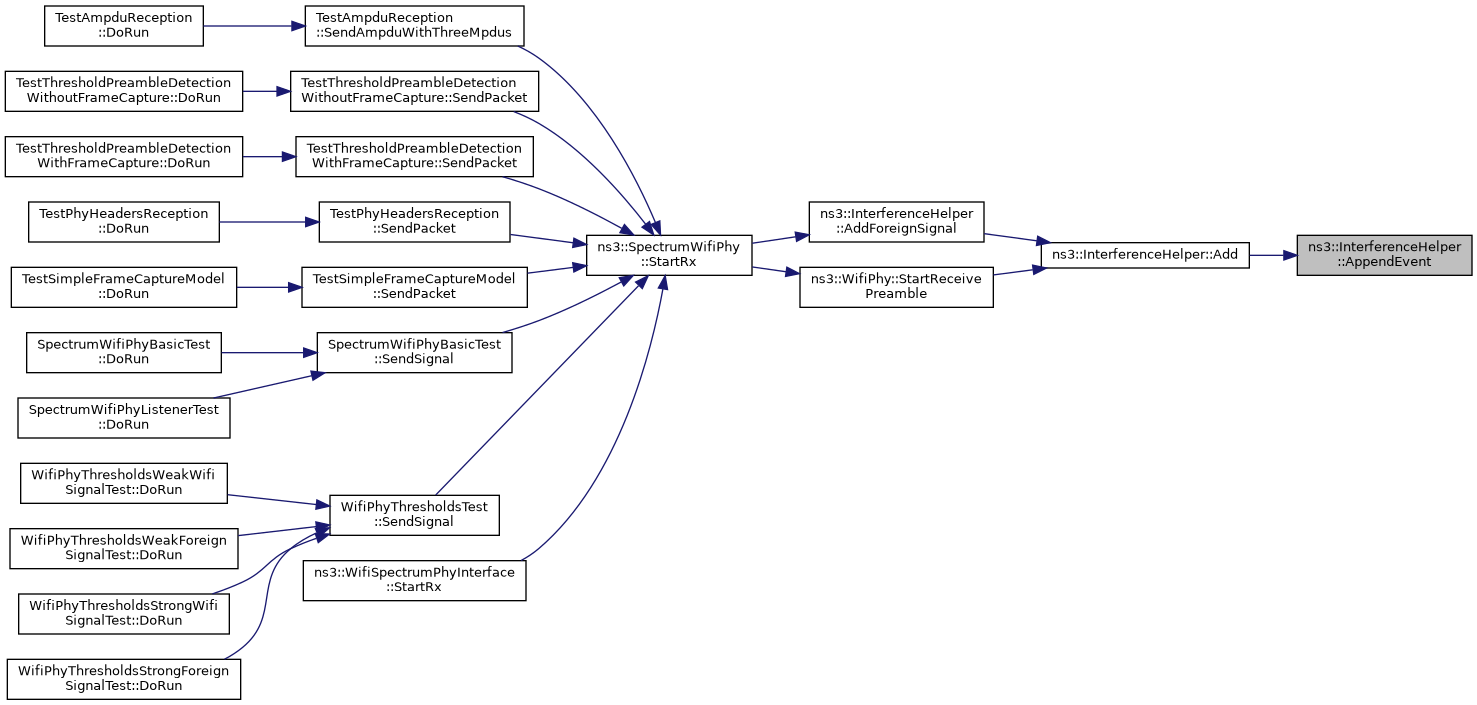 TestAmpduReception
::DoRun
TestAmpduReception
::SendAmpduWithThreeMpdus
TestThresholdPreambleDetection
WithoutFrameCapture::DoRun
TestThresholdPreambleDetection
WithoutFrameCapture::SendPacket
TestThresholdPreambleDetection
WithFrameCapture::DoRun
TestThresholdPreambleDetection
WithFrameCapture::SendPacket
TestPhyHeadersReception
::DoRun
TestPhyHeadersReception
::SendPacket
TestSimpleFrameCaptureModel
::DoRun
TestSimpleFrameCaptureModel
::SendPacket
SpectrumWifiPhyBasicTest
::DoRun
SpectrumWifiPhyBasicTest
::SendSignal
SpectrumWifiPhyListenerTest
::DoRun
WifiPhyThresholdsWeakWifi
SignalTest::DoRun
WifiPhyThresholdsWeakForeign
SignalTest::DoRun
WifiPhyThresholdsStrongWifi
SignalTest::DoRun
WifiPhyThresholdsStrongForeign
SignalTest::DoRun
WifiPhyThresholdsTest
::SendSignal
ns3::WifiSpectrumPhyInterface
::StartRx
ns3::SpectrumWifiPhy
::StartRx
ns3::InterferenceHelper
::AddForeignSignal
ns3::WifiPhy::StartReceive
Preamble
ns3::InterferenceHelper::Add
ns3::InterferenceHelper
::AppendEvent